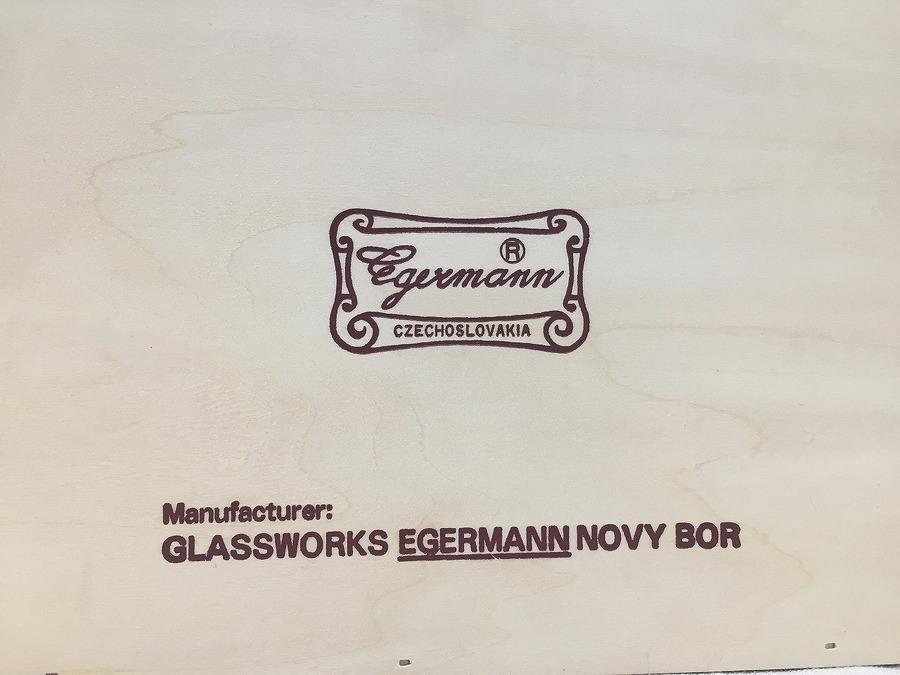 Egermann ®
CZECHOSLOVAKIA
Manufacturer:
GLASSWORKS EGERMANN NOVY BOR